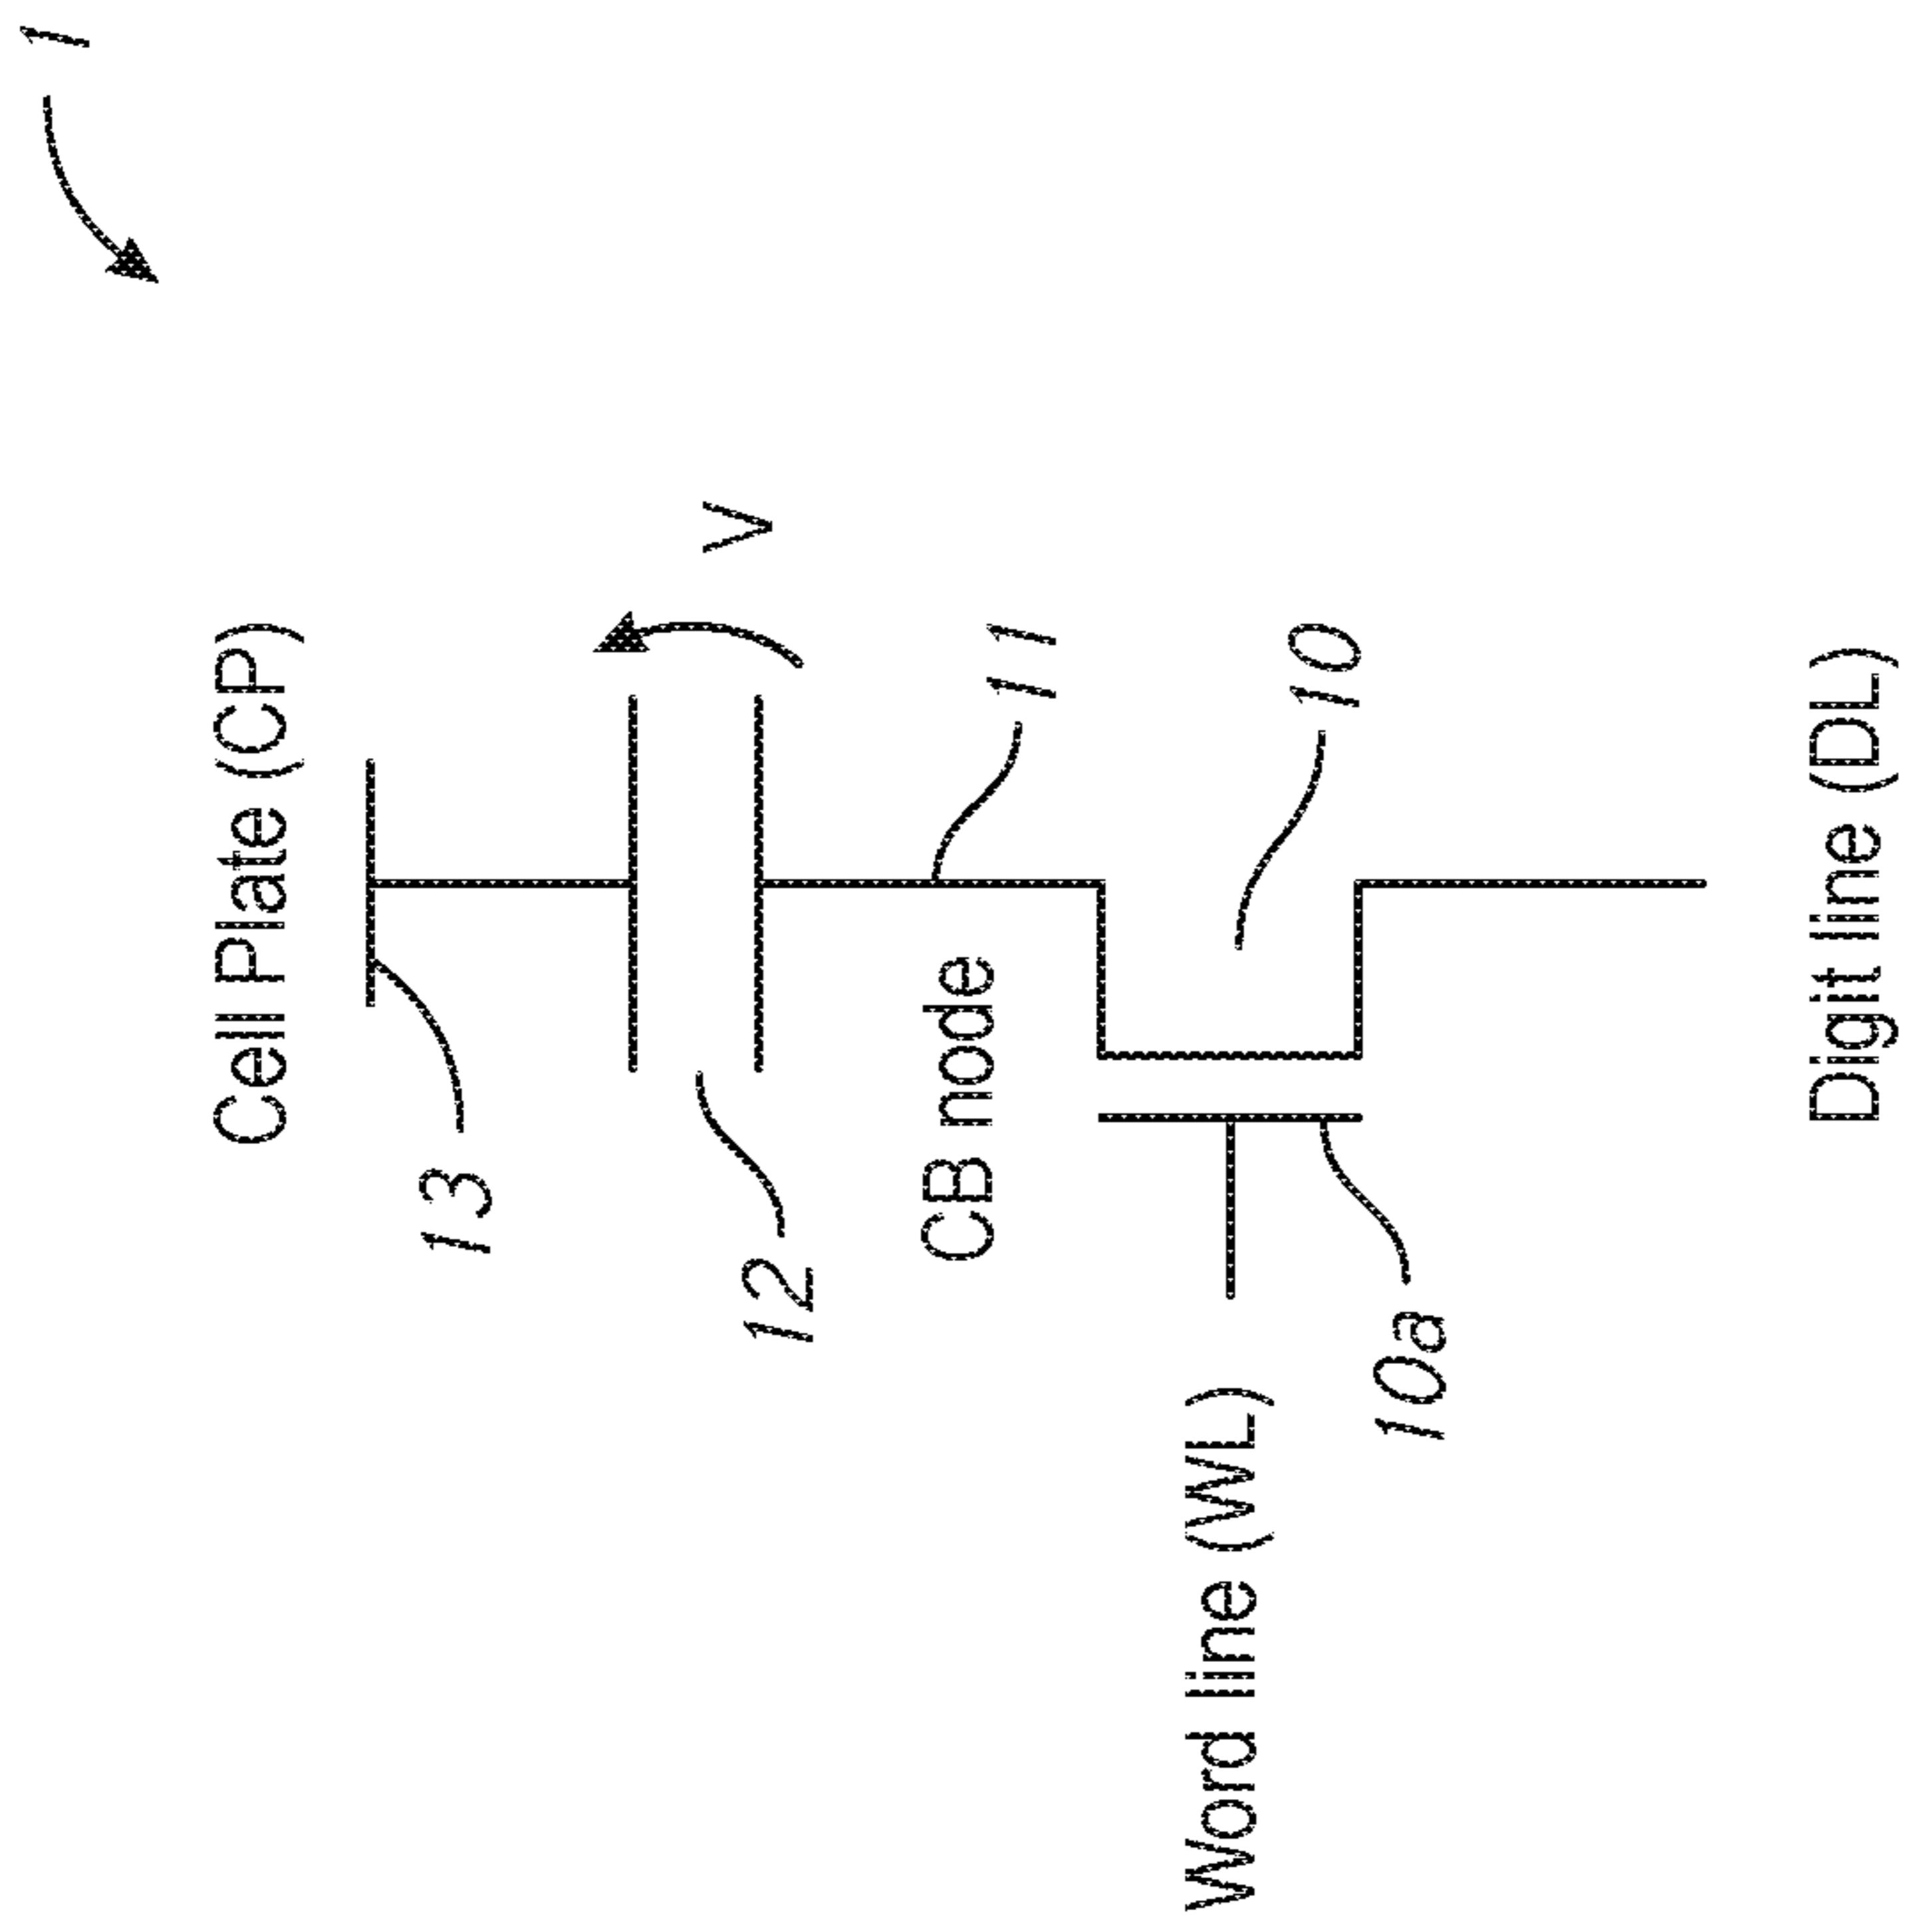 1
Cell Plate (CP)
13
V
12
CB node
11
Word line (WL)
10
10a
Digit line (DL)